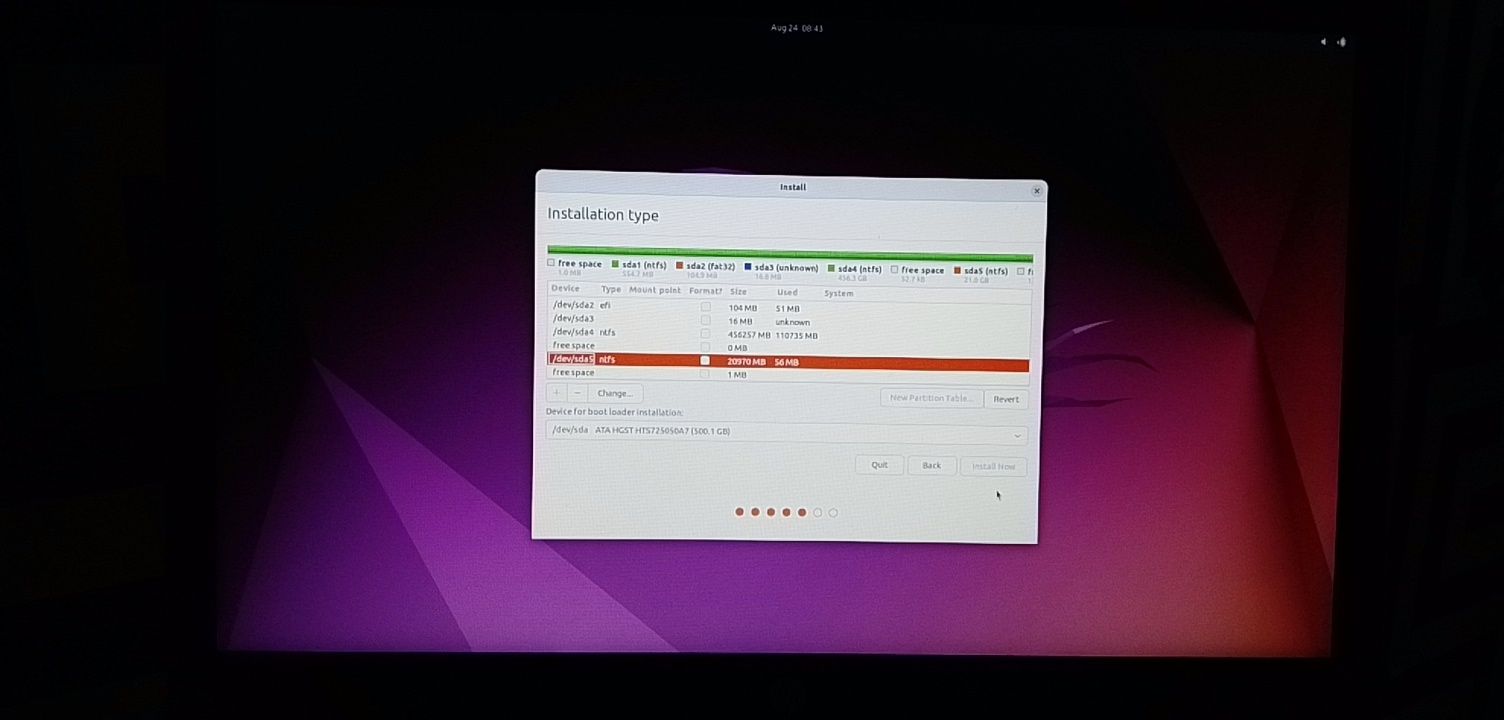 Aug 24 08:43
Install
Installation type
free space sda1 (ntfs) sda2 (fat32) sda3 (unknown) sda4 (ntfs) free space sda5 (ntfs)
1.0 MB 554.7 MB 104.9 MB 16.8 MB 456.3 GB 52.7 kB 21.0 GB
Device Type Mount point Format? Size Used System
/dev/sda2 efi 104 MB 51 MB
/dev/sda3 16 MB unknown
/dev/sda4 ntfs 456257 MB 110735 MB
free space 0 MB
/dev/sda5 ntfs 20970 MB 56 MB
free space 1 MB
+ − Change... New Partition Table... Revert
Device for boot loader installation:
/dev/sda ATA HGST HTS725050A7 (500.1 GB)
Quit Back Install Now